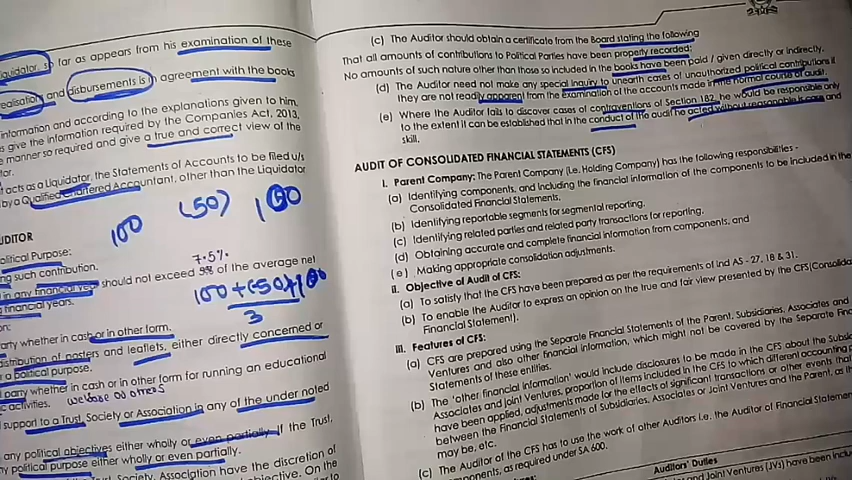 far as appears from his examination of these
realisation and disbursements is in agreement with the books
information and according to the explanations given to him,
give the information required by the Companies Act, 2013,
manner so required and give a true and correct view of the
acts as a Liquidator, the Statements of Accounts to be filed u/s
by a Qualified Chartered Accountant, other than the Liquidator
100 (50) 100
Political Purpose:
such contribution.
7.5%
in any financial year should not exceed 5% of the average net
financial years.
100 + (50) + 100
3
whether in cash or in other form.
distribution of posters and leaflets, either directly concerned or
a political purpose.
party whether in cash or in other form for running an educational
activities.
support to a Trust, Society or Association in any of the under noted
any political objectives either wholly or even partially if the Trust,
political purpose either wholly or even partially.
Society, Association have the discretion of
(c) The Auditor should obtain a certificate from the Board stating the following
That all amounts of contributions to Political Parties have been properly recorded;
No amounts of such nature other than those so included in the books have been paid / given directly or indirectly.
(d) The Auditor need not make any special inquiry to unearth cases of unauthorized political contributions if
they are not readily apparent from the examination of the accounts made in the normal course of audit.
(e) Where the Auditor fails to discover cases of contraventions of Section 182, he would be responsible only
to the extent it can be established that in the conduct of the audit he acted without reasonable care and
skill.
AUDIT OF CONSOLIDATED FINANCIAL STATEMENTS (CFS)
I. Parent Company: The Parent Company (i.e. Holding Company) has the following responsibilities -
(a) Identifying components, and including the financial information of the components to be included in the
Consolidated Financial Statements.
(b) Identifying reportable segments for segmental reporting.
(c) Identifying related parties and related party transactions for reporting.
(d) Obtaining accurate and complete financial information from components, and
(e) Making appropriate consolidation adjustments.
II. Objective of Audit of CFS:
(a) To satisfy that the CFS have been prepared as per the requirements of Ind AS - 27, 18 & 31.
(b) To enable the Auditor to express an opinion on the true and fair view presented by the CFS
Financial Statement).
III. Features of CFS:
(a) CFS are prepared using the Separate Financial Statements of the Parent, Subsidiaries, Associates and
Ventures and also other financial information, which might not be covered by the Separate
Statements of these entities.
(b) The 'other financial information' would include disclosures to be made in the CFS about the
Associates and Joint Ventures, proportion of items included in the CFS to which different accounting
have been applied, adjustments made for the effects of significant transactions or other events that
between the Financial Statements of Subsidiaries, Associates or Joint Ventures and the Parent, as
may be, etc.
(c) The Auditor of the CFS has to use the work of other Auditors i.e. the Auditor of Financial
as required under SA 600.
Auditors' Duties
Joint Ventures (JVs) have been